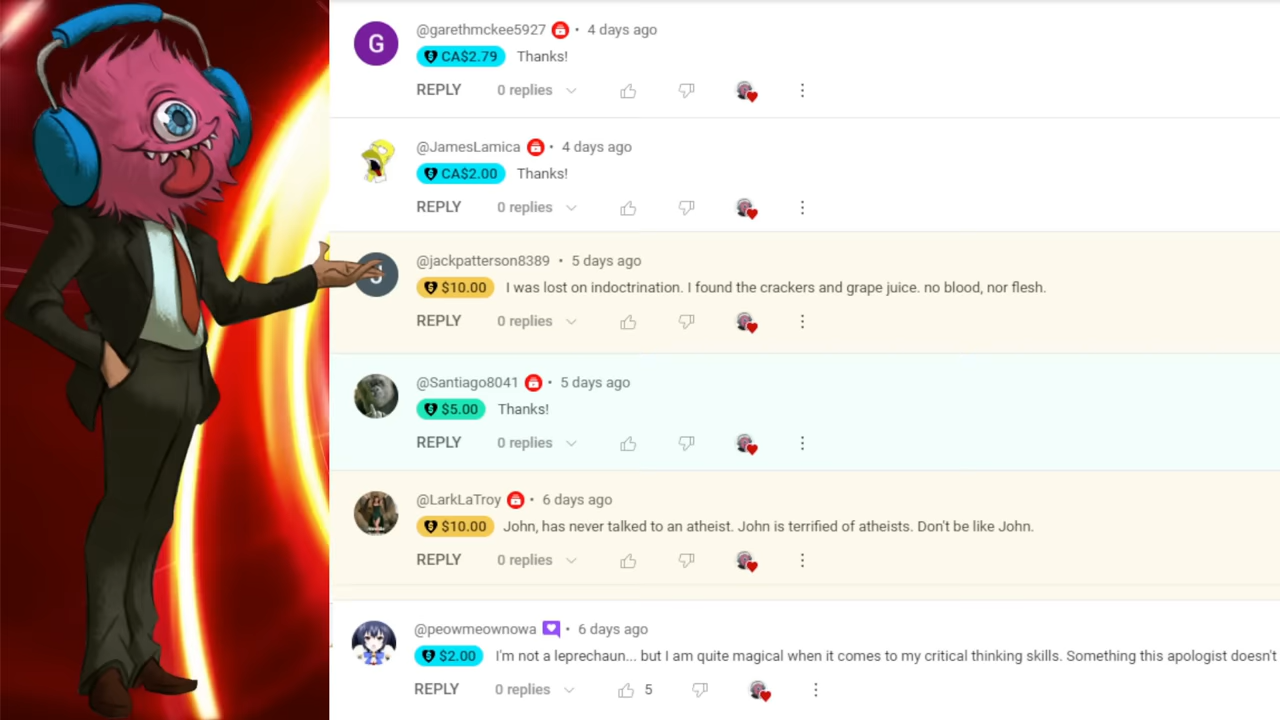 G
@garethmckee5927 • 4 days ago
CA$2.79 Thanks!
REPLY 0 replies
@JamesLamica • 4 days ago
CA$2.00 Thanks!
REPLY 0 replies
@jackpatterson8389 • 5 days ago
$10.00 I was lost on indoctrination. I found the crackers and grape juice. no blood, nor flesh.
REPLY 0 replies
@Santiago8041 • 5 days ago
$5.00 Thanks!
REPLY 0 replies
@LarkLaTroy • 6 days ago
$10.00 John, has never talked to an atheist. John is terrified of atheists. Don't be like John.
REPLY 0 replies
@peowmeownowa • 6 days ago
$2.00 I'm not a leprechaun... but I am quite magical when it comes to my critical thinking skills. Something this apologist doesn't
REPLY 0 replies 5